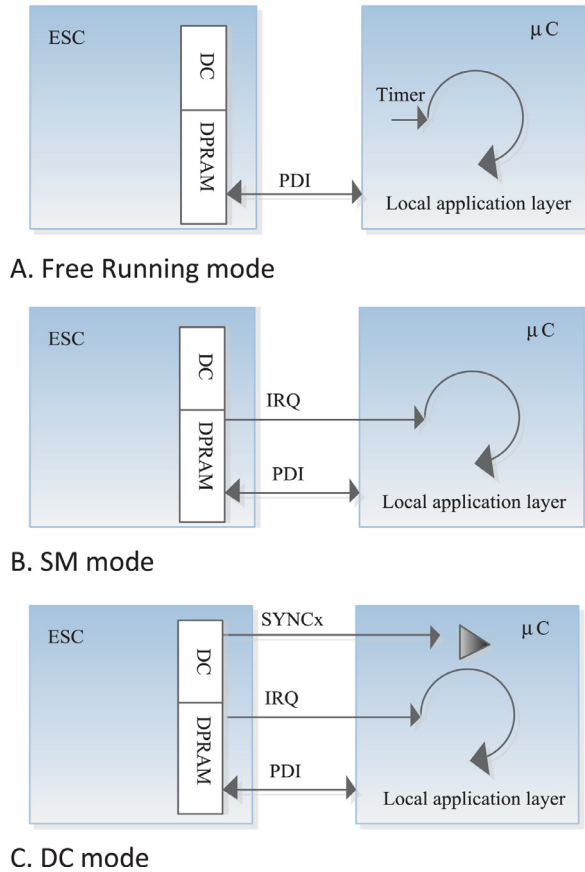 ESC
μC
DC
DPRAM
Timer
PDI
Local application layer
A. Free Running mode
ESC
μC
DC
DPRAM
IRQ
PDI
Local application layer
B. SM mode
ESC
SYNCx
μC
DC
DPRAM
IRQ
PDI
Local application layer
C. DC mode